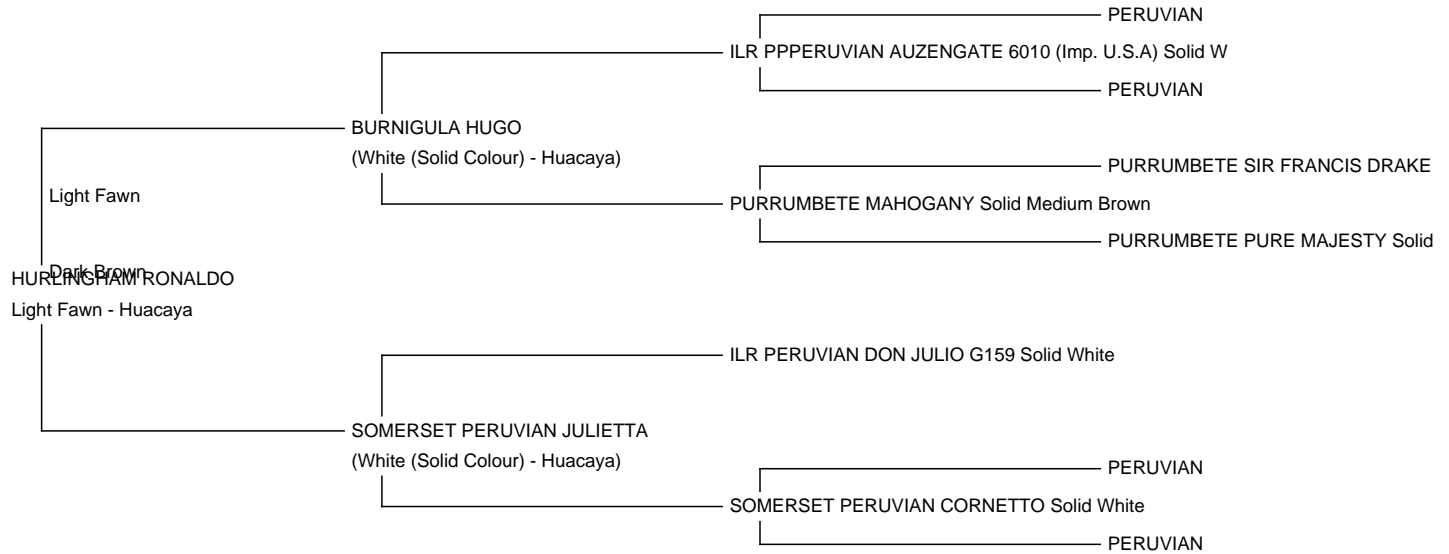 PERUVIAN
ILR PPPERUVIAN AUZENGATE 6010 (Imp. U.S.A) Solid W
PERUVIAN
BURNIGULA HUGO
(White (Solid Colour) - Huacaya)
PURRUMBETE SIR FRANCIS DRAKE
Light Fawn
PURRUMBETE MAHOGANY Solid Medium Brown
PURRUMBETE PURE MAJESTY Solid
Dark Brown
HURLINGHAM RONALDO
Light Fawn - Huacaya
ILR PERUVIAN DON JULIO G159 Solid White
SOMERSET PERUVIAN JULIETTA
(White (Solid Colour) - Huacaya)
PERUVIAN
SOMERSET PERUVIAN CORNETTO Solid White
PERUVIAN